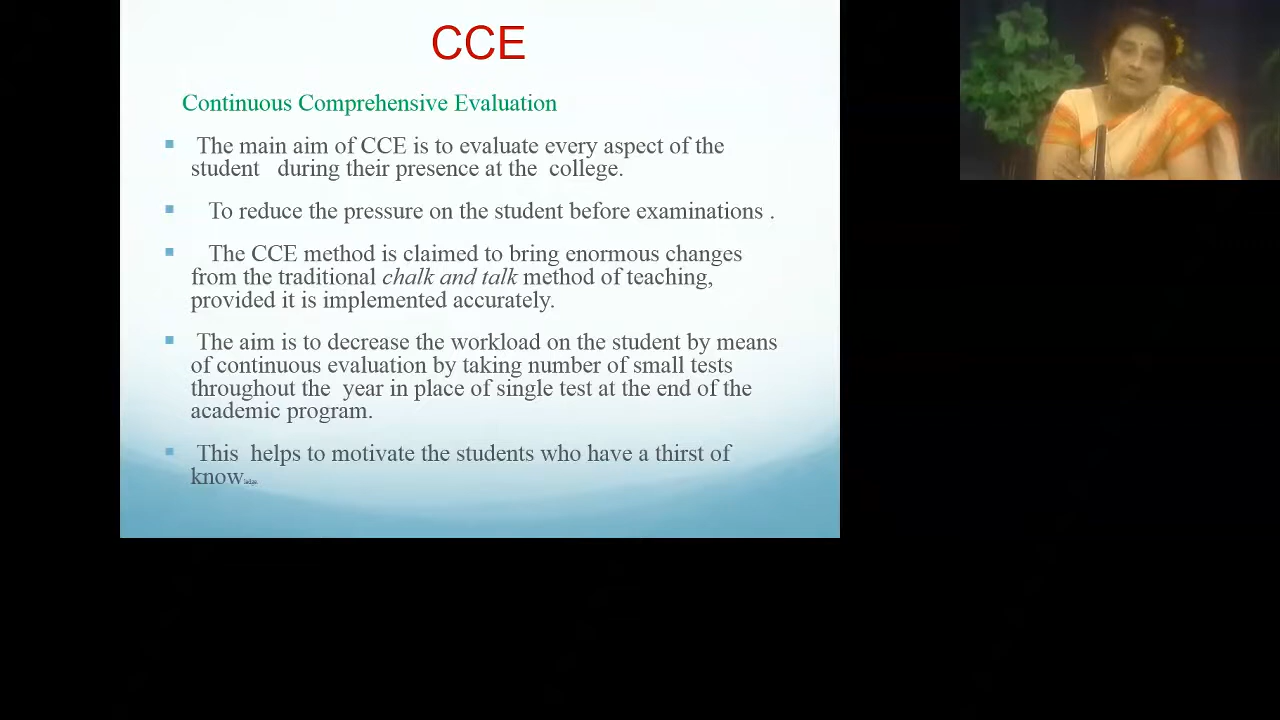 CCE
Continuous Comprehensive Evaluation
The main aim of CCE is to evaluate every aspect of the
student during their presence at the college.
To reduce the pressure on the student before examinations .
The CCE method is claimed to bring enormous changes
from the traditional chalk and talk method of teaching,
provided it is implemented accurately.
The aim is to decrease the workload on the student by means
of continuous evaluation by taking number of small tests
throughout the year in place of single test at the end of the
academic program.
This helps to motivate the students who have a thirst of
know